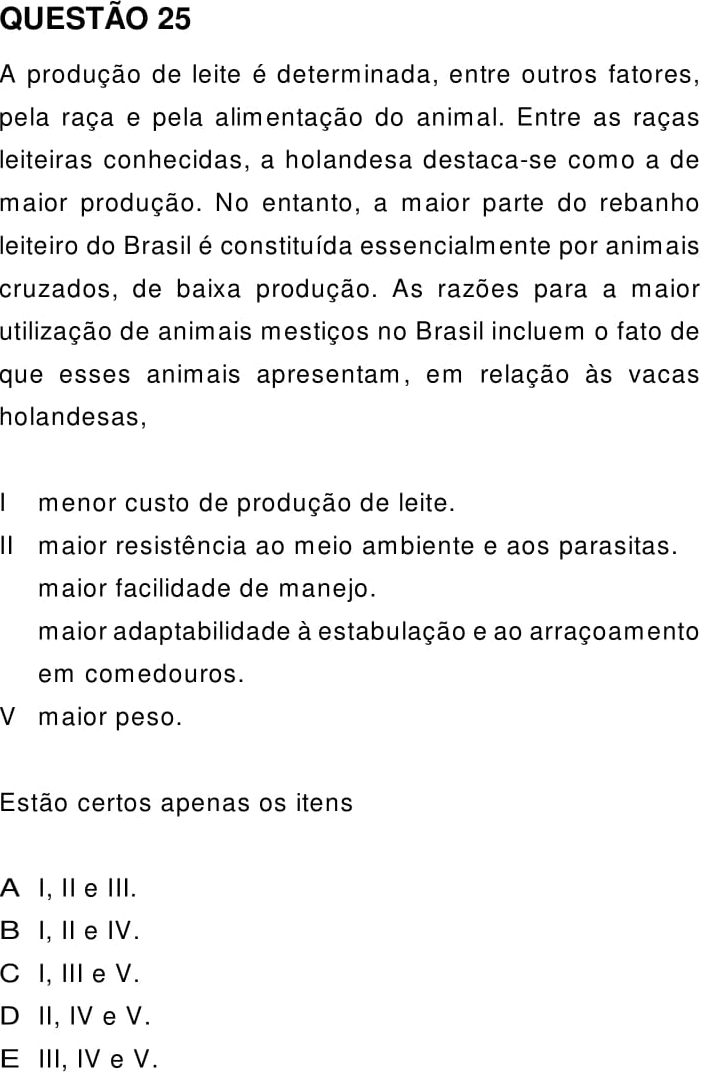 QUESTÃO 25
A produção de leite é determinada, entre outros fatores,
pela raça e pela alimentação do animal. Entre as raças
leiteiras conhecidas, a holandesa destaca-se como a de
maior produção. No entanto, a maior parte do rebanho
leiteiro do Brasil é constituída essencialmente por animais
cruzados, de baixa produção. As razões para a maior
utilização de animais mestiços no Brasil incluem o fato de
que esses animais apresentam, em relação às vacas
holandesas,
I menor custo de produção de leite.
II maior resistência ao meio ambiente e aos parasitas.
maior facilidade de manejo.
maior adaptabilidade à estabulação e ao arraçoamento
em comedouros.
V maior peso.
Estão certos apenas os itens
A I, II e III.
B I, II e IV.
C I, III e V.
D II, IV e V.
E III, IV e V.